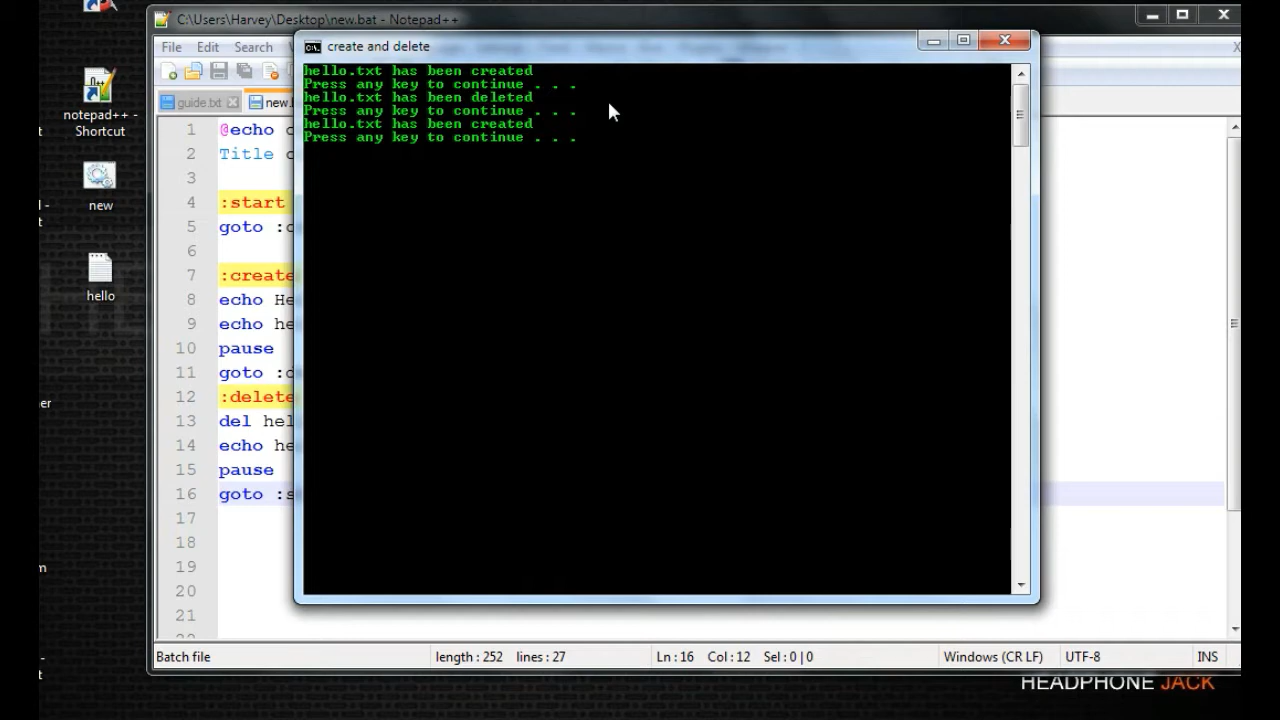 C:\Users\Harvey\Desktop\new.bat - Notepad++
File Edit Search
create and delete
hello.txt has been created
Press any key to continue . . .
hello.txt has been deleted
Press any key to continue . . .
hello.txt has been created
Press any key to continue . . .
guide.txt
new.
notepad++ -
Shortcut
new
hello
1 @echo
2 Title
3
4 :start
5 goto :
6
7 :create
8 echo He
9 echo he
10 pause
11 goto :d
12 :delete
13 del hel
14 echo he
15 pause
16 goto :s
17
18
19
20
21
Batch file
length : 252 lines : 27
Ln : 16 Col : 12 Sel : 0 | 0
Windows (CR LF)
UTF-8
INS
HEADPHONE JACK